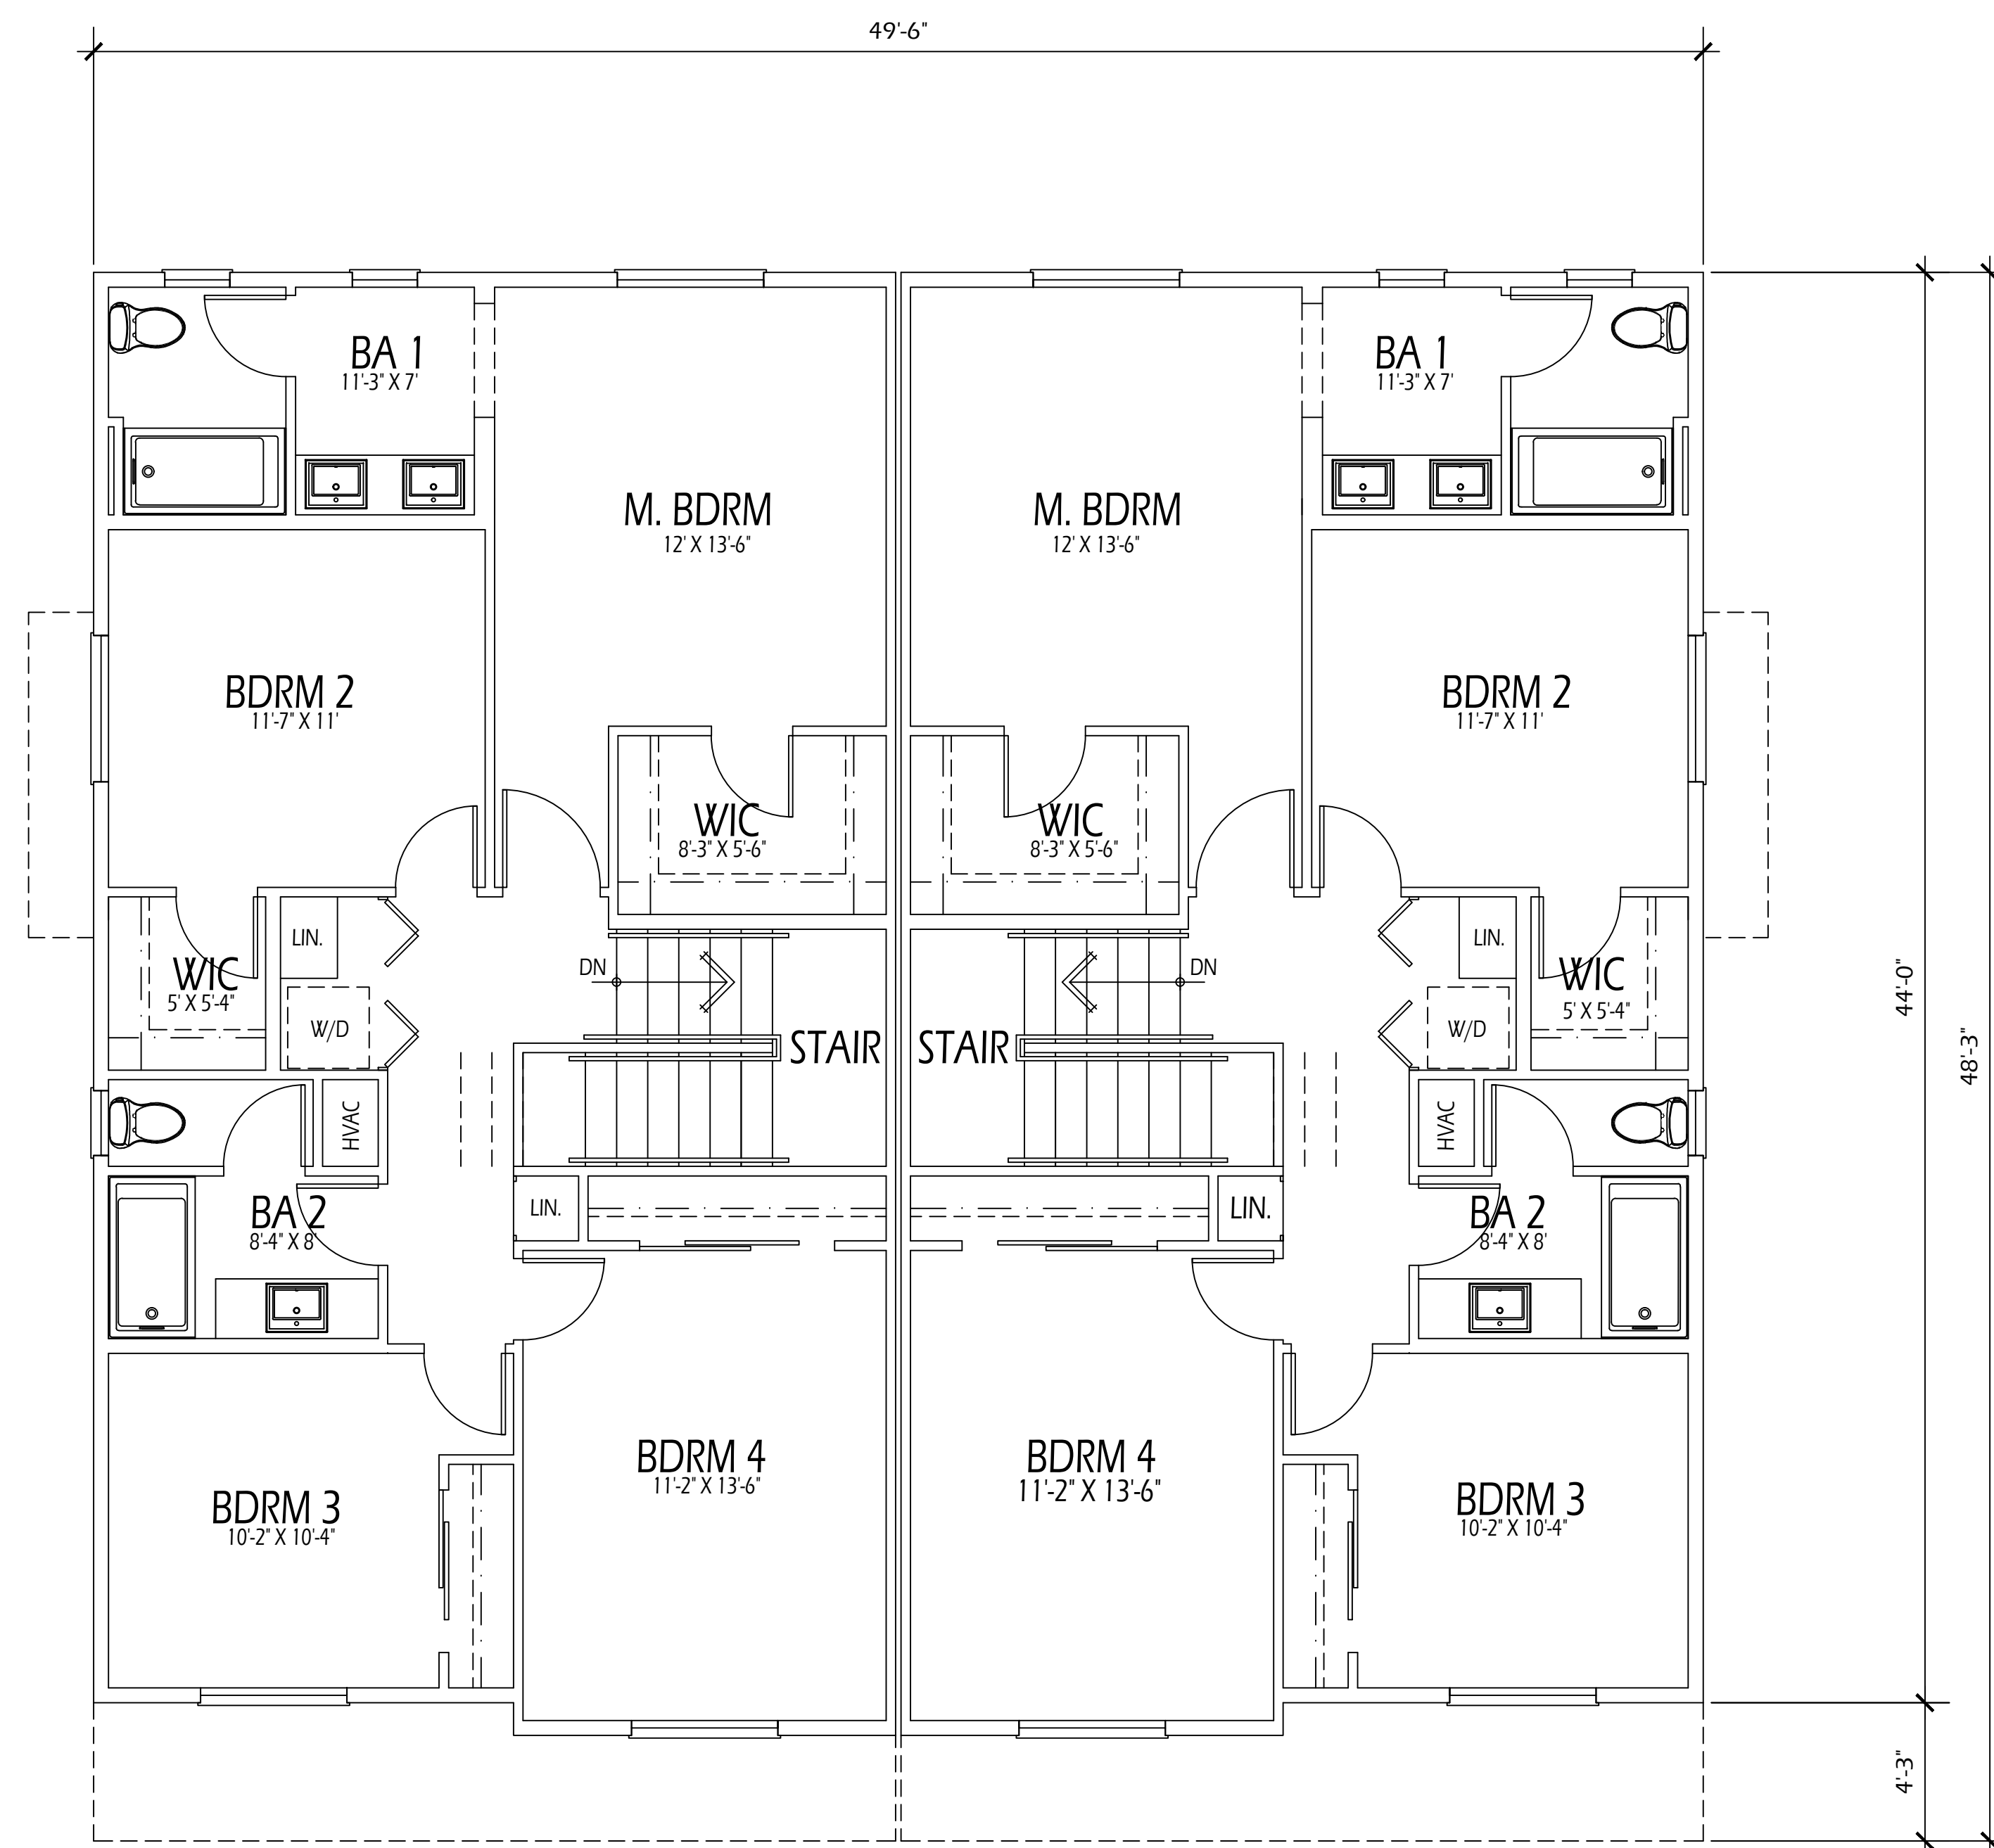 49'-6"
BA 1
11'-3" X 7'
BA 1
11'-3" X 7'
M. BDRM
12' X 13'-6"
M. BDRM
12' X 13'-6"
BDRM 2
11'-7" X 11'
BDRM 2
11'-7" X 11'
WIC
8'-3" X 5'-6"
WIC
8'-3" X 5'-6"
LIN.
LIN.
WIC
5' X 5'-4"
DN
DN
WIC
5' X 5'-4"
44'-0"
W/D
STAIR
STAIR
W/D
48'-3"
HVAC
HVAC
BA 2
8'-4" X 8'
LIN.
LIN.
BA 2
8'-4" X 8'
BDRM 4
11'-2" X 13'-6"
BDRM 4
11'-2" X 13'-6"
BDRM 3
10'-2" X 10'-4"
BDRM 3
10'-2" X 10'-4"
4'-3"